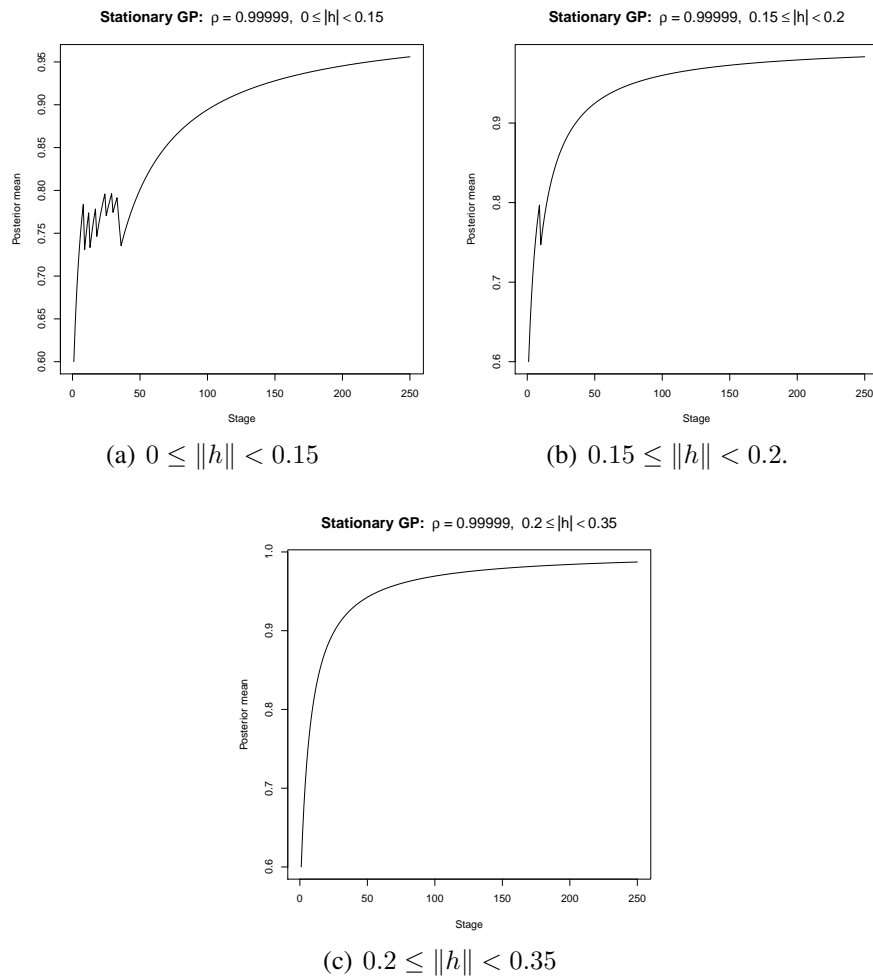 Stationary GP: ρ = 0.99999, 0 ≤ |h| < 0.15
Posterior mean
0.60 0.65 0.70 0.75 0.80 0.85 0.90 0.95
0 50 100 150 200 250
Stage
(a) 0 ≤ ‖h‖ < 0.15
Stationary GP: ρ = 0.99999, 0.15 ≤ |h| < 0.2
Posterior mean
0.6 0.7 0.8 0.9
0 50 100 150 200 250
Stage
(b) 0.15 ≤ ‖h‖ < 0.2.
Stationary GP: ρ = 0.99999, 0.2 ≤ |h| < 0.35
Posterior mean
0.6 0.7 0.8 0.9 1.0
0 50 100 150 200 250
Stage
(c) 0.2 ≤ ‖h‖ < 0.35